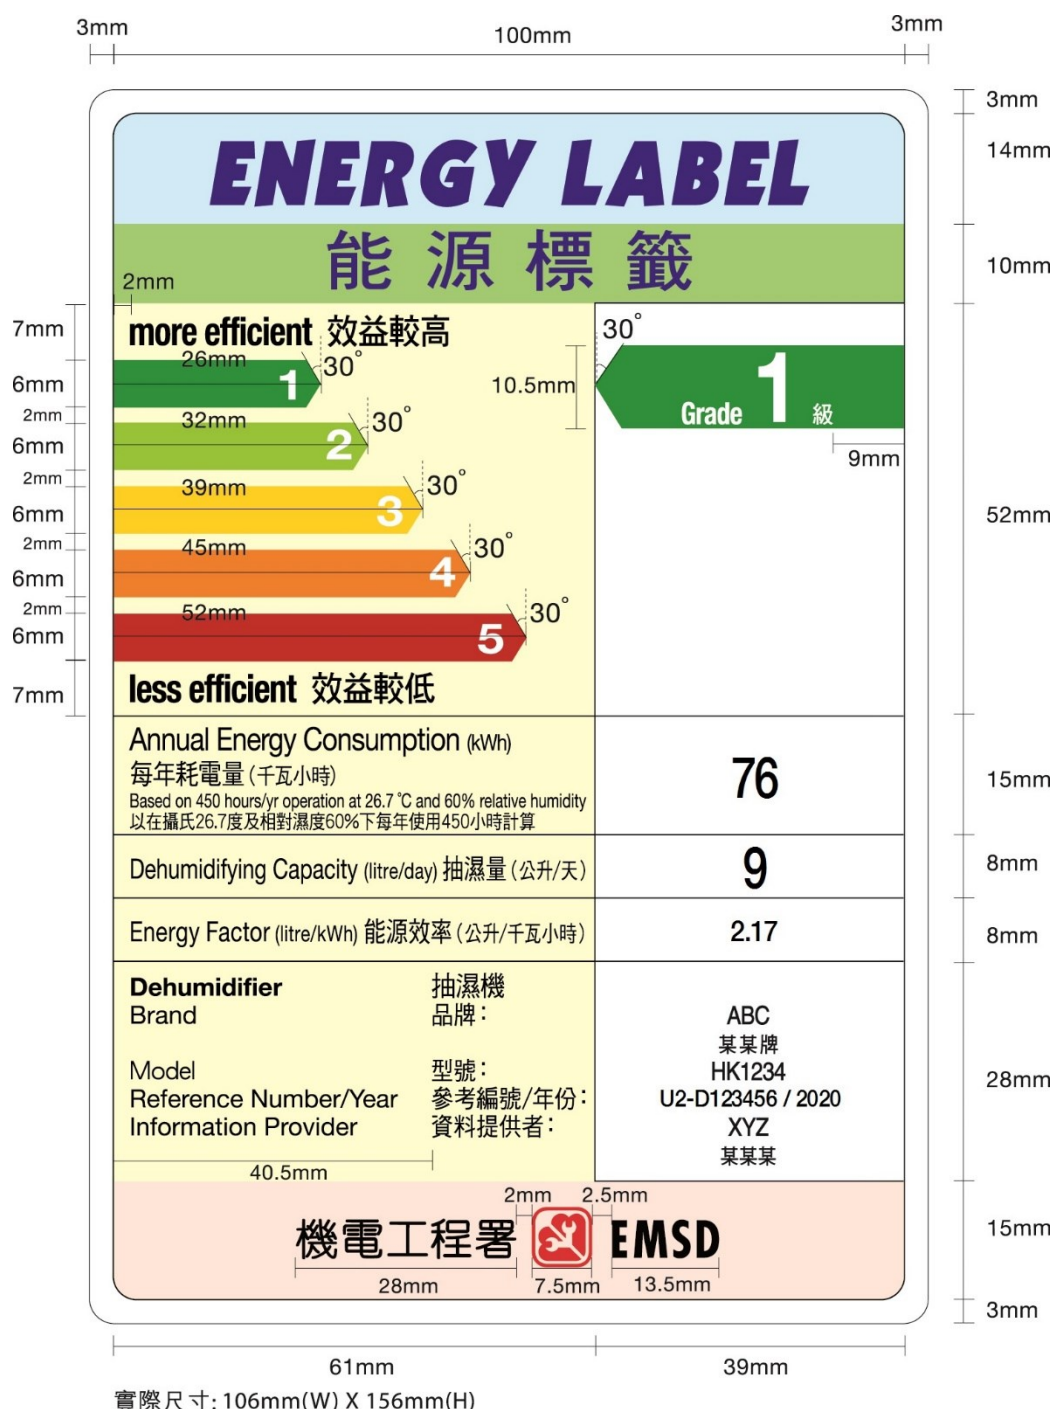 3mm
100mm
3mm
3mm
ENERGY LABEL
14mm
能源標籤
10mm
2mm
7mm
more efficient 效益較高
30°
26mm
30°
6mm
1
10.5mm
Grade 1 級
2mm
32mm
30°
6mm
2
9mm
2mm
39mm
30°
6mm
3
52mm
2mm
45mm
30°
6mm
4
2mm
52mm
30°
6mm
5
7mm
less efficient 效益較低
Annual Energy Consumption (kWh)
每年耗電量 (千瓦小時)
76
15mm
Based on 450 hours/yr operation at 26.7 °C and 60% relative humidity
以在攝氏26.7度及相對濕度60%下每年使用450小時計算
Dehumidifying Capacity (litre/day) 抽濕量 (公升/天)
9
8mm
Energy Factor (litre/kWh) 能源效率 (公升/千瓦小時)
2.17
8mm
Dehumidifier 抽濕機
Brand 品牌：
ABC
某某牌
Model 型號：
HK1234
28mm
Reference Number/Year 參考編號/年份：
U2-D123456 / 2020
Information Provider 資料提供者：
XYZ
某某某
40.5mm
2mm
2.5mm
機電工程署 EMSD
15mm
28mm
7.5mm
13.5mm
3mm
61mm
39mm
實際尺寸: 106mm(W) X 156mm(H)